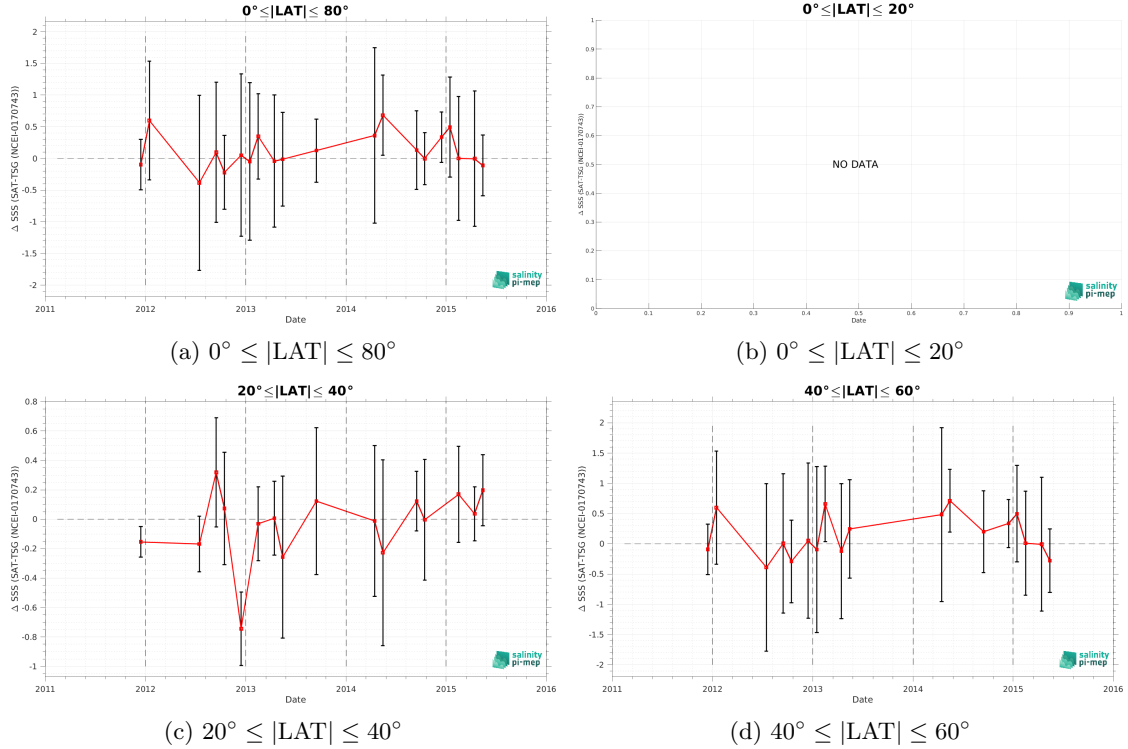 0°≤|LAT|≤ 80°
Δ SSS (SAT-TSG (NCEI-0170743))
2
1.5
1
0.5
0
-0.5
-1
-1.5
-2
2011
2012
2013
2014
2015
2016
Date
salinity
pi-mep
(a) 0° ≤ |LAT| ≤ 80°
0°≤|LAT|≤ 20°
Δ SSS (SAT-TSG (NCEI-0170743))
1
0.9
0.8
0.7
0.6
0.5
0.4
0.3
0.2
0.1
0
NO DATA
0
0.1
0.2
0.3
0.4
0.5
0.6
0.7
0.8
0.9
1
Date
salinity
pi-mep
(b) 0° ≤ |LAT| ≤ 20°
20°≤|LAT|≤ 40°
Δ SSS (SAT-TSG (NCEI-0170743))
0.8
0.6
0.4
0.2
0
-0.2
-0.4
-0.6
-0.8
-1
2011
2012
2013
2014
2015
2016
Date
salinity
pi-mep
(c) 20° ≤ |LAT| ≤ 40°
40°≤|LAT|≤ 60°
Δ SSS (SAT-TSG (NCEI-0170743))
2
1.5
1
0.5
0
-0.5
-1
-1.5
-2
2011
2012
2013
2014
2015
2016
Date
salinity
pi-mep
(d) 40° ≤ |LAT| ≤ 60°